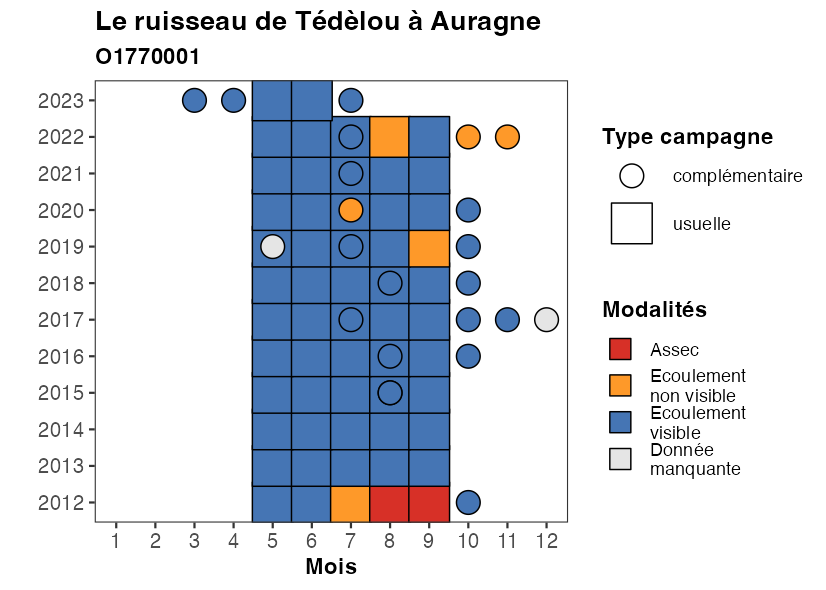 Le ruisseau de Tédèlou à Auragne
O1770001
2023
2022
2021
2020
2019
2018
2017
2016
2015
2014
2013
2012
1 2 3 4 5 6 7 8 9 10 11 12
Mois
Type campagne
complémentaire
usuelle
Modalités
Assec
Ecoulement
non visible
Ecoulement
visible
Donnée
manquante